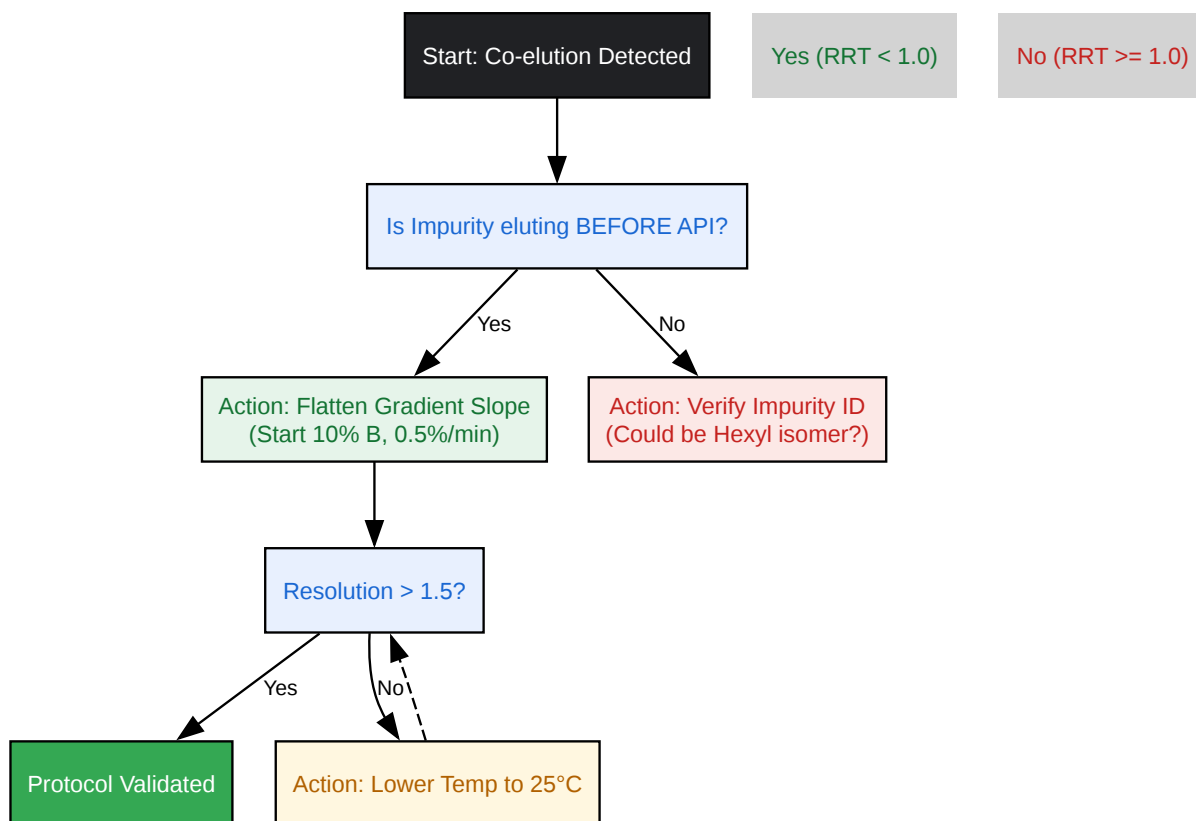 Start: Co-elution Detected
Yes (RRT < 1.0)
No (RRT >= 1.0)
Is Impurity eluting BEFORE API?
Yes
No
Action: Flatten Gradient Slope
(Start 10% B, 0.5%/min)
Action: Verify Impurity ID
(Could be Hexyl isomer?)
Resolution > 1.5?
Yes
No
Protocol Validated
Action: Lower Temp to 25°C